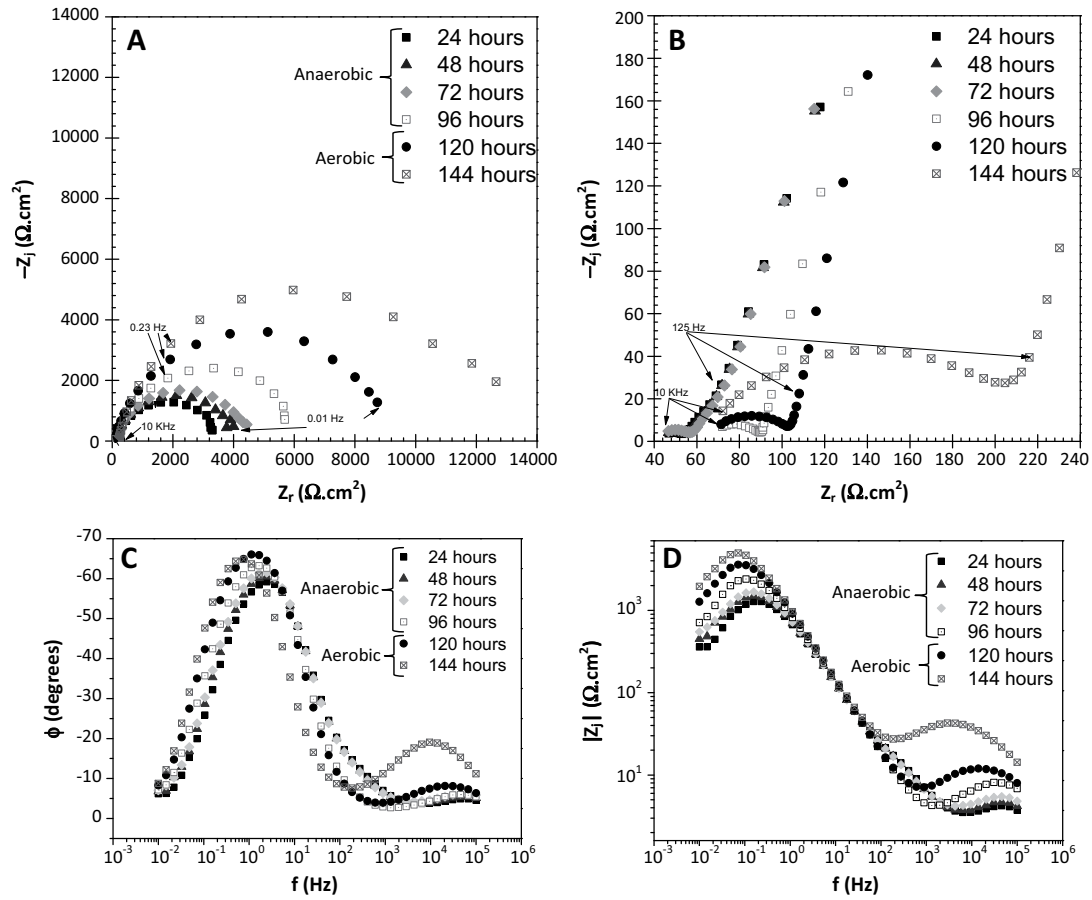 A
14000
12000
10000
8000
6000
4000
2000
0
0 2000 4000 6000 8000 10000 12000 14000
−Zj (Ω.cm²)
Zr (Ω.cm²)
Anaerobic
Aerobic
24 hours
48 hours
72 hours
96 hours
120 hours
144 hours
0.23 Hz
0.01 Hz
10 KHz
B
200
180
160
140
120
100
80
60
40
20
0
40 60 80 100 120 140 160 180 200 220 240
−Zj (Ω.cm²)
Zr (Ω.cm²)
24 hours
48 hours
72 hours
96 hours
120 hours
144 hours
125 Hz
10 KHz
C
-70
-60
-50
-40
-30
-20
-10
0
10⁻³ 10⁻² 10⁻¹ 10⁰ 10¹ 10² 10³ 10⁴ 10⁵ 10⁶
ϕ (degrees)
f (Hz)
Anaerobic
Aerobic
24 hours
48 hours
72 hours
96 hours
120 hours
144 hours
D
10³
10²
10¹
10⁻³ 10⁻² 10⁻¹ 10⁰ 10¹ 10² 10³ 10⁴ 10⁵ 10⁶
|Zj| (Ω.cm²)
f (Hz)
Anaerobic
Aerobic
24 hours
48 hours
72 hours
96 hours
120 hours
144 hours